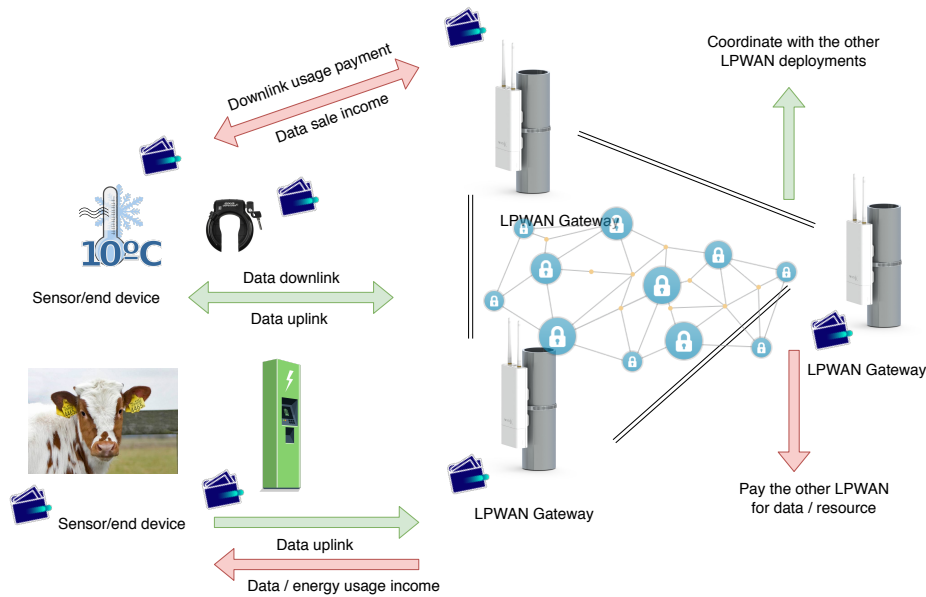 Coordinate with the other
LPWAN deployments
Downlink usage payment
Data sale income
10ºC
LPWAN Gateway
Sensor/end device
Data downlink
Data uplink
LPWAN Gateway
Pay the other LPWAN
for data / resource
Sensor/end device
LPWAN Gateway
Data uplink
Data / energy usage income